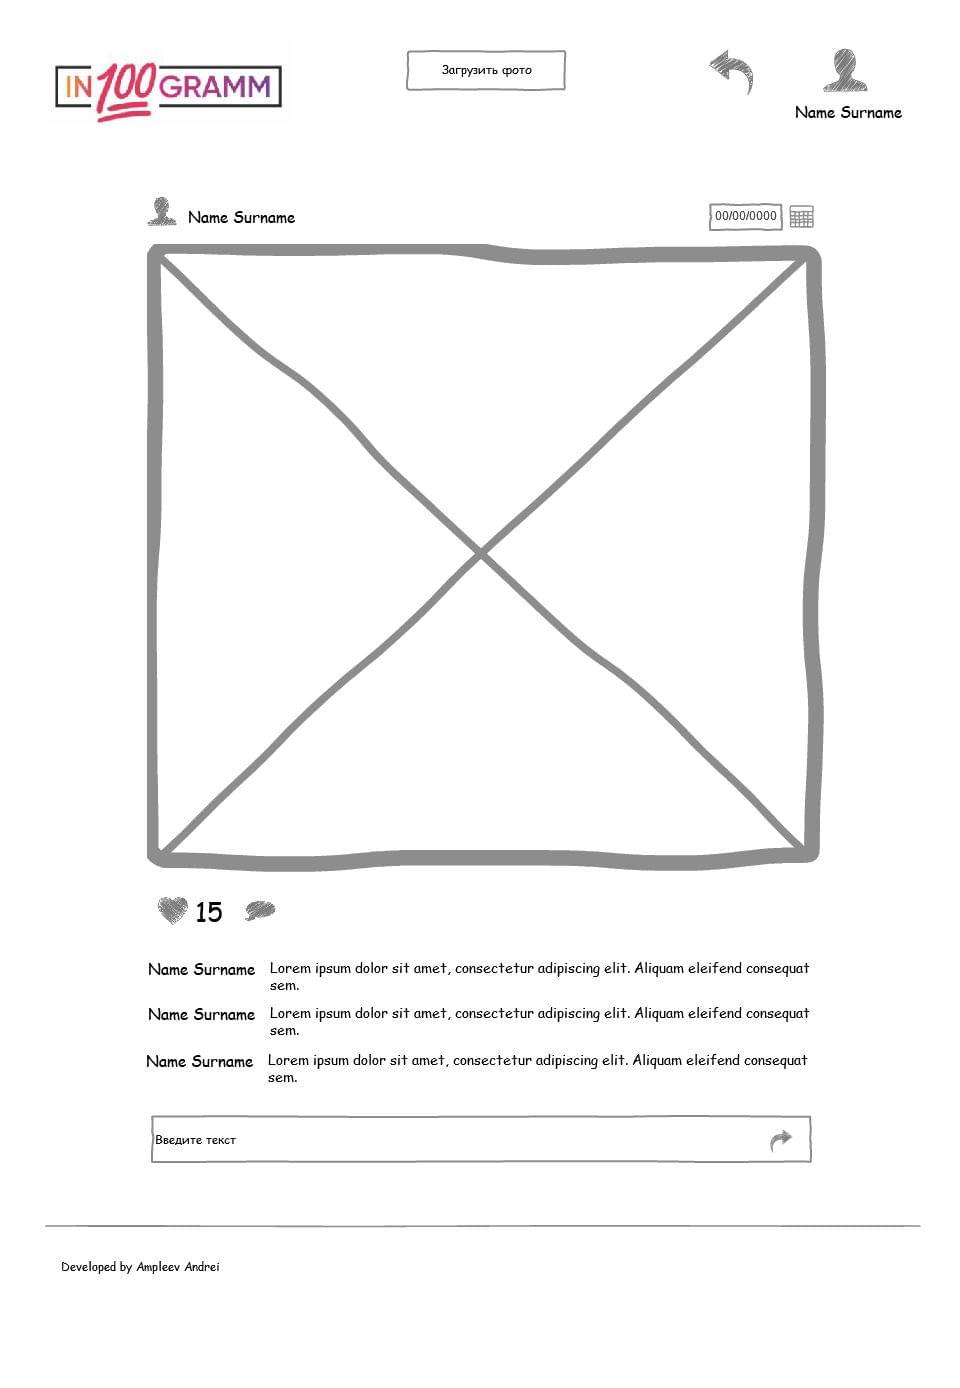 IN100GRAMM
Загрузить фото
Name Surname
Name Surname
00/00/0000
15
Name Surname
Lorem ipsum dolor sit amet, consectetur adipiscing elit. Aliquam eleifend consequat
sem.
Name Surname
Lorem ipsum dolor sit amet, consectetur adipiscing elit. Aliquam eleifend consequat
sem.
Name Surname
Lorem ipsum dolor sit amet, consectetur adipiscing elit. Aliquam eleifend consequat
sem.
Введите текст
Developed by Ampleev Andrei